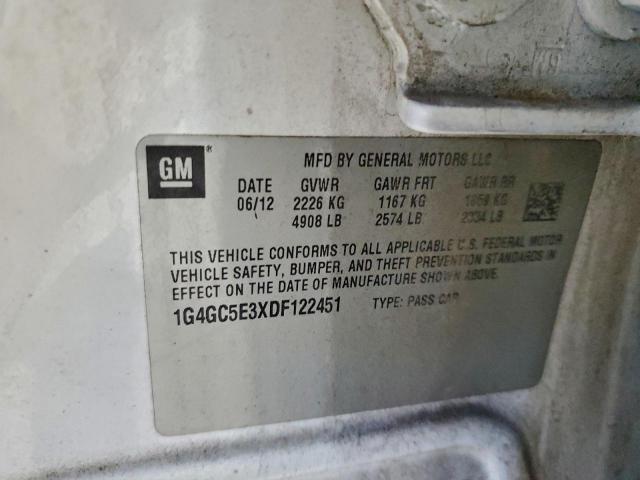 GM® MFD BY GENERAL MOTORS LLC
DATE GVWR GAWR FRT GAWR RR
06/12 2226 KG 1167 KG 1059 KG
4908 LB 2574 LB 2334 LB
THIS VEHICLE CONFORMS TO ALL APPLICABLE U.S. FEDERAL MOTOR
VEHICLE SAFETY, BUMPER, AND THEFT PREVENTION STANDARDS IN
EFFECT ON THE DATE OF MANUFACTURE SHOWN ABOVE.
1G4GC5E3XDF122451 TYPE: PASS CAR